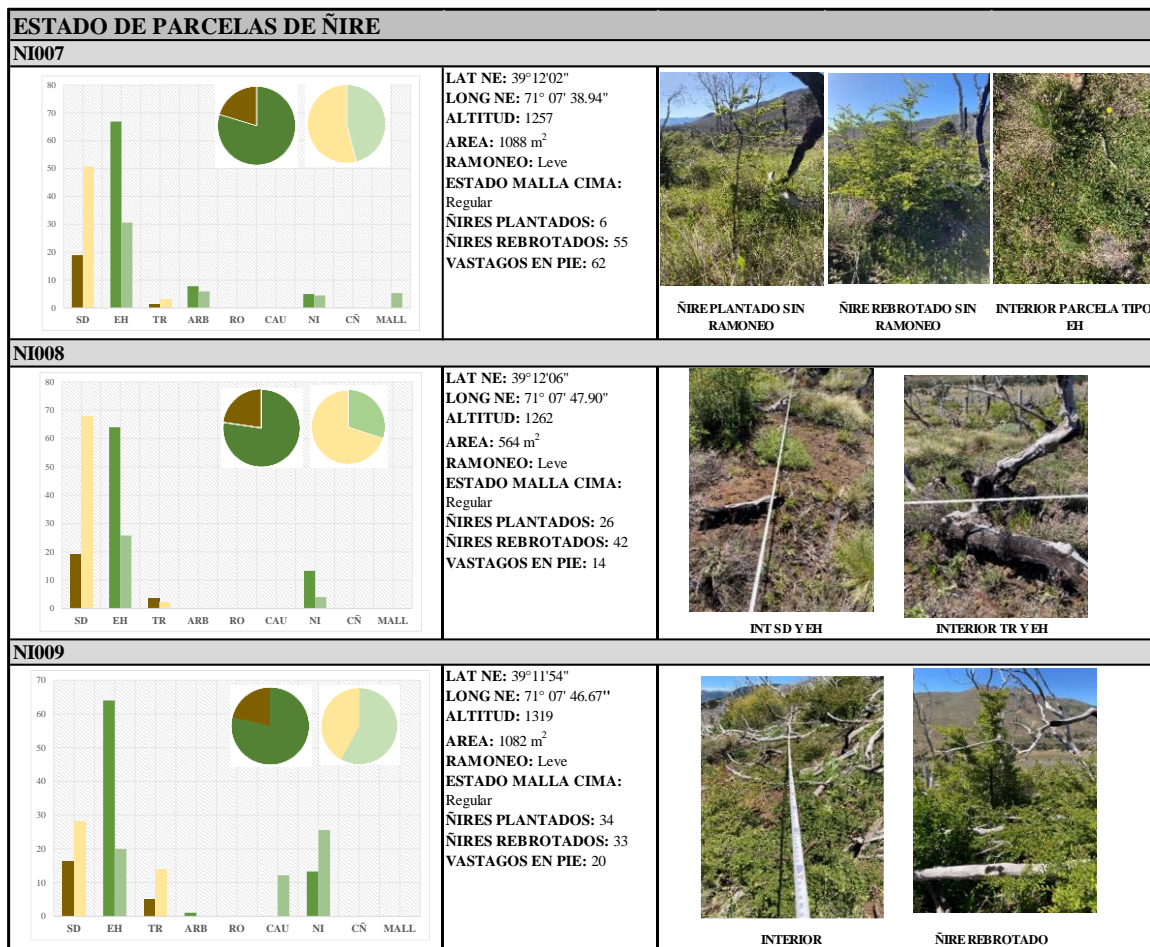 ESTADO DE PARCELAS DE ÑIRE
NI007
80
70
60
50
40
30
20
10
0
SD EH TR ARB RO CAU NI CÑ MALL
LAT NE: 39°12'02"
LONG NE: 71° 07' 38.94"
ALTITUD: 1257
AREA: 1088 m²
RAMONEO: Leve
ESTADO MALLA CIMA:
Regular
ÑIRES PLANTADOS: 6
ÑIRES REBROTADOS: 55
VASTAGOS EN PIE: 62
ÑIRE PLANTADO SIN
RAMONEO
ÑIRE REBROTADO SIN
RAMONEO
INTERIOR PARCELA TIPO
EH
NI008
80
70
60
50
40
30
20
10
0
SD EH TR ARB RO CAU NI CÑ MALL
LAT NE: 39°12'06"
LONG NE: 71° 07' 47.90"
ALTITUD: 1262
AREA: 564 m²
RAMONEO: Leve
ESTADO MALLA CIMA:
Regular
ÑIRES PLANTADOS: 26
ÑIRES REBROTADOS: 42
VASTAGOS EN PIE: 14
INT SD Y EH
INTERIOR TR Y EH
NI009
70
60
50
40
30
20
10
0
SD EH TR ARB RO CAU NI CÑ MALL
LAT NE: 39°11'54"
LONG NE: 71° 07' 46.67"
ALTITUD: 1319
AREA: 1082 m²
RAMONEO: Leve
ESTADO MALLA CIMA:
Regular
ÑIRES PLANTADOS: 34
ÑIRES REBROTADOS: 33
VASTAGOS EN PIE: 20
INTERIOR
ÑIRE REBROTADO